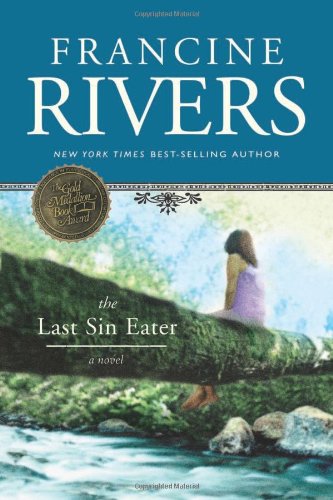 FRANCINE
RIVERS
NEW YORK TIMES BEST-SELLING AUTHOR
The Gold
Medallion
Book
Award
the
Last Sin Eater
a novel